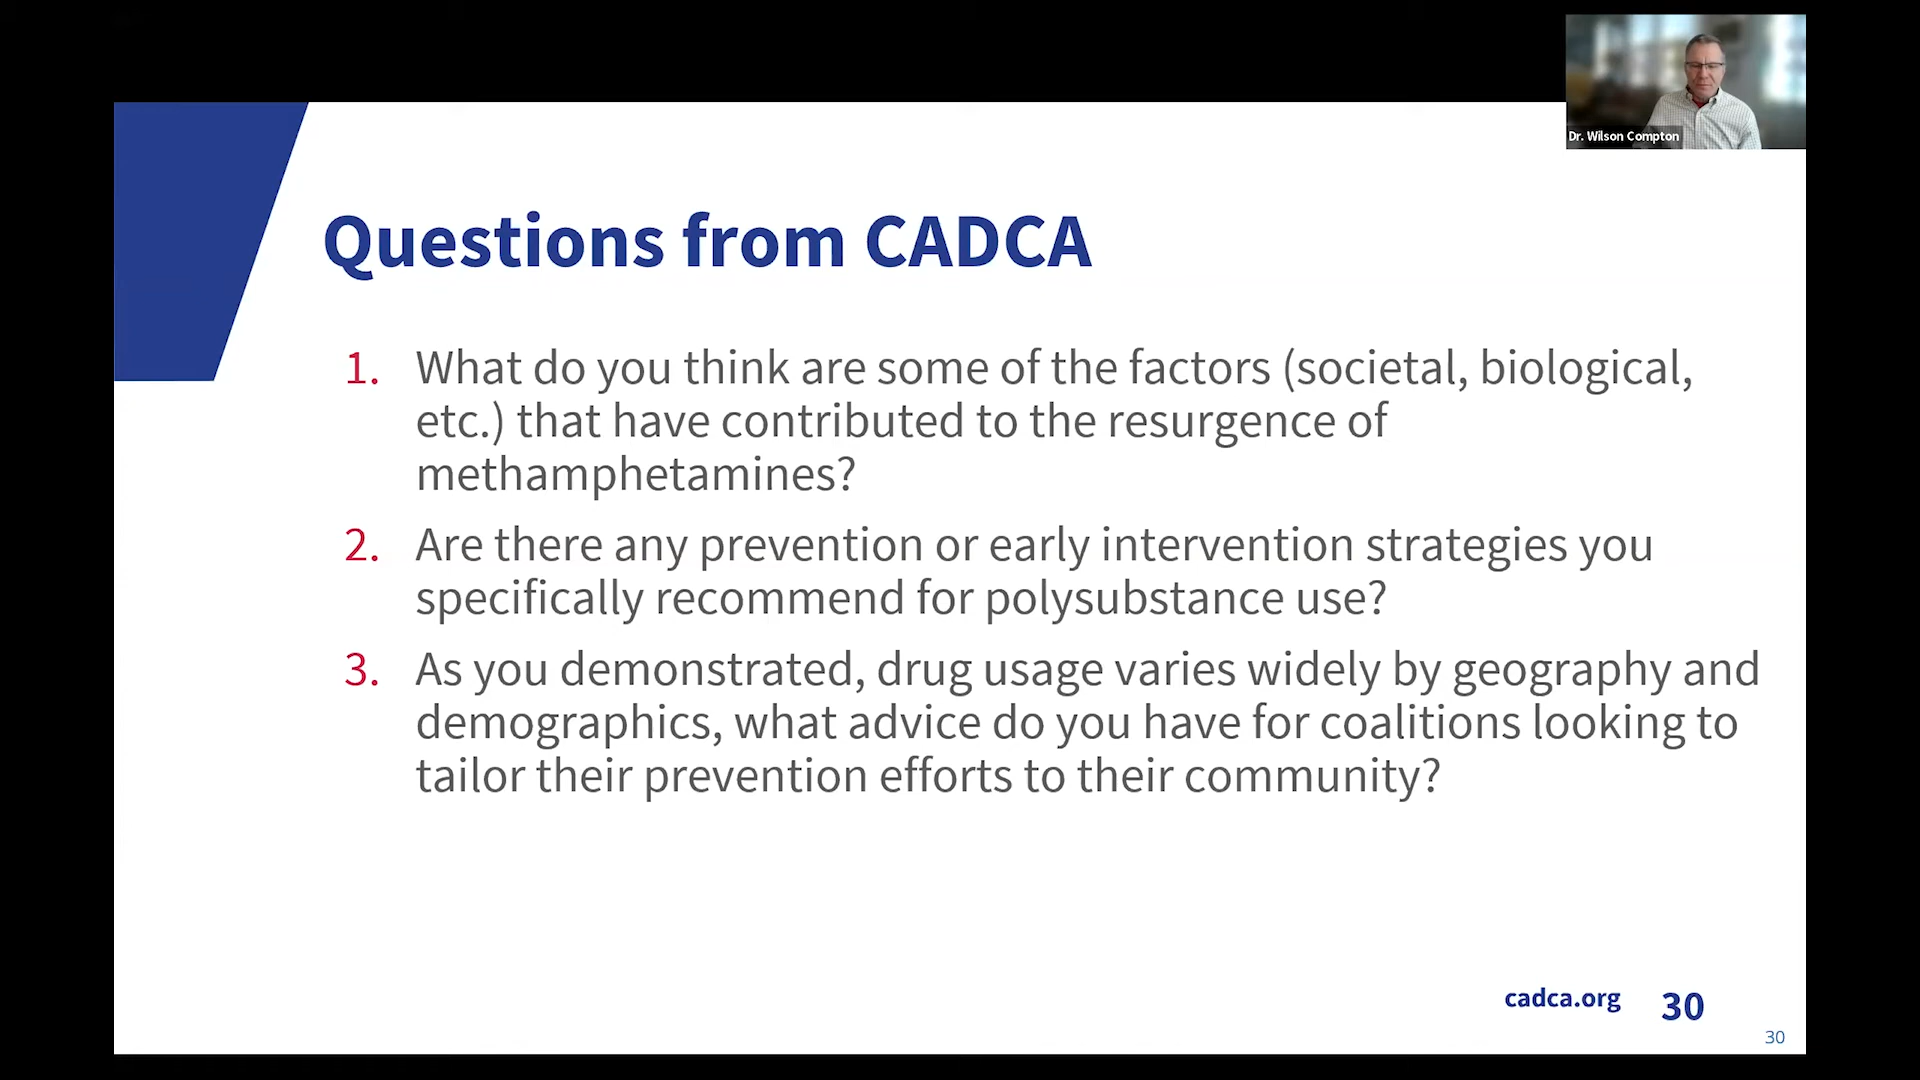 Dr. Wilson Compton
Questions from CADCA
1. What do you think are some of the factors (societal, biological,
etc.) that have contributed to the resurgence of
methamphetamines?
2. Are there any prevention or early intervention strategies you
specifically recommend for polysubstance use?
3. As you demonstrated, drug usage varies widely by geography and
demographics, what advice do you have for coalitions looking to
tailor their prevention efforts to their community?
cadca.org 30
30